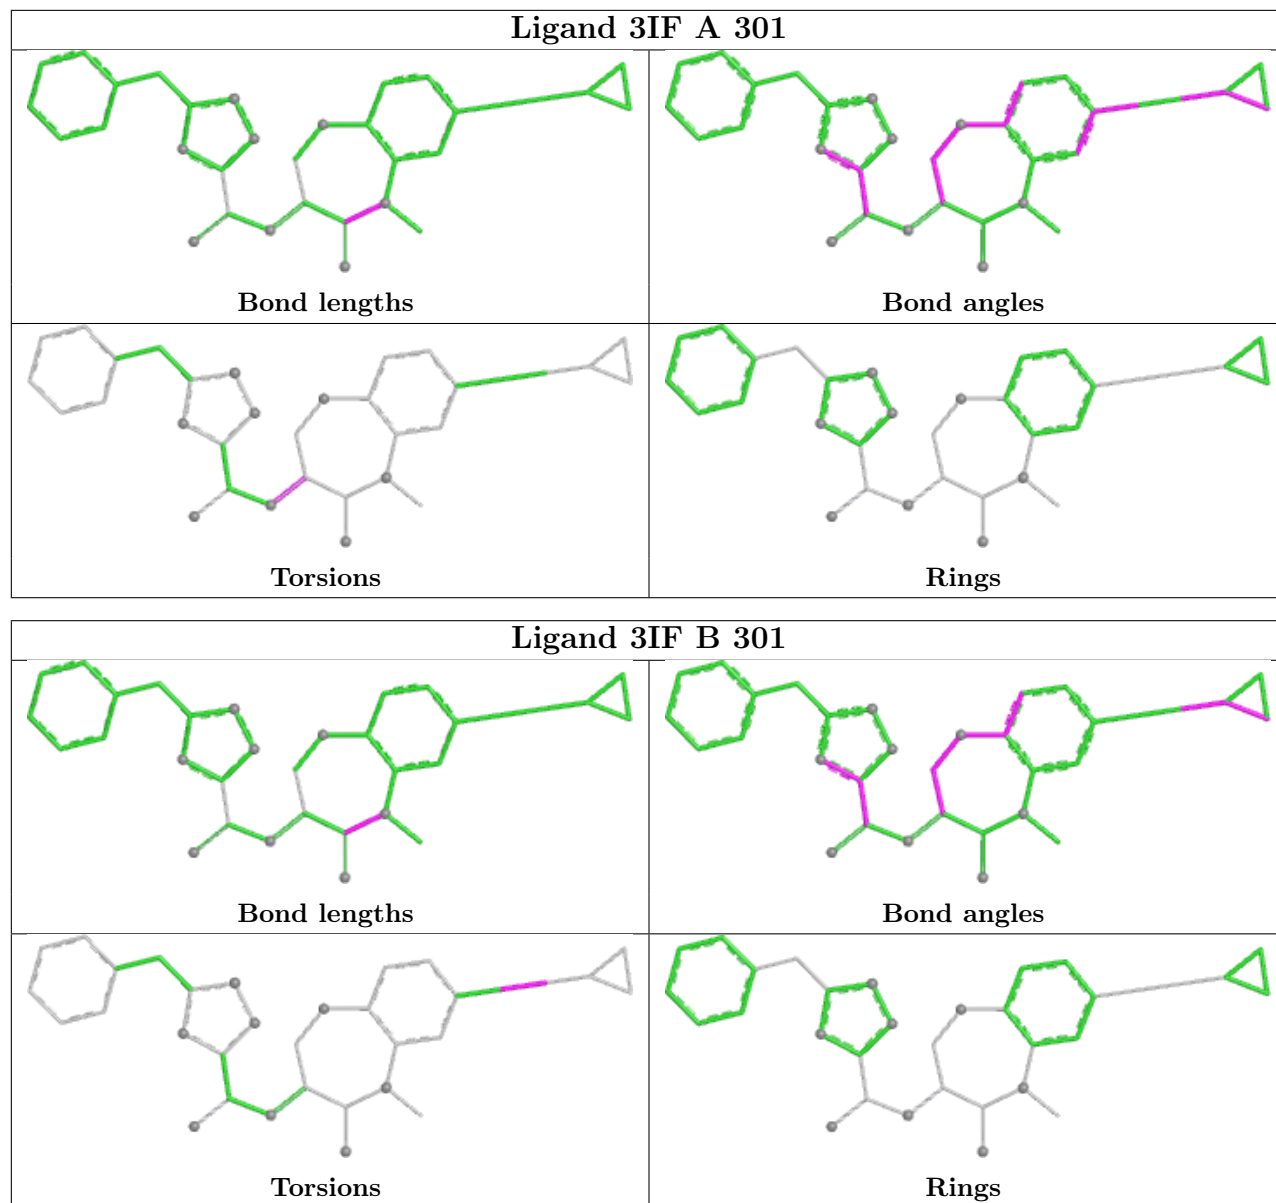 Ligand 3IF A 301
Bond lengths
Bond angles
Torsions
Rings
Ligand 3IF B 301
Bond lengths
Bond angles
Torsions
Rings